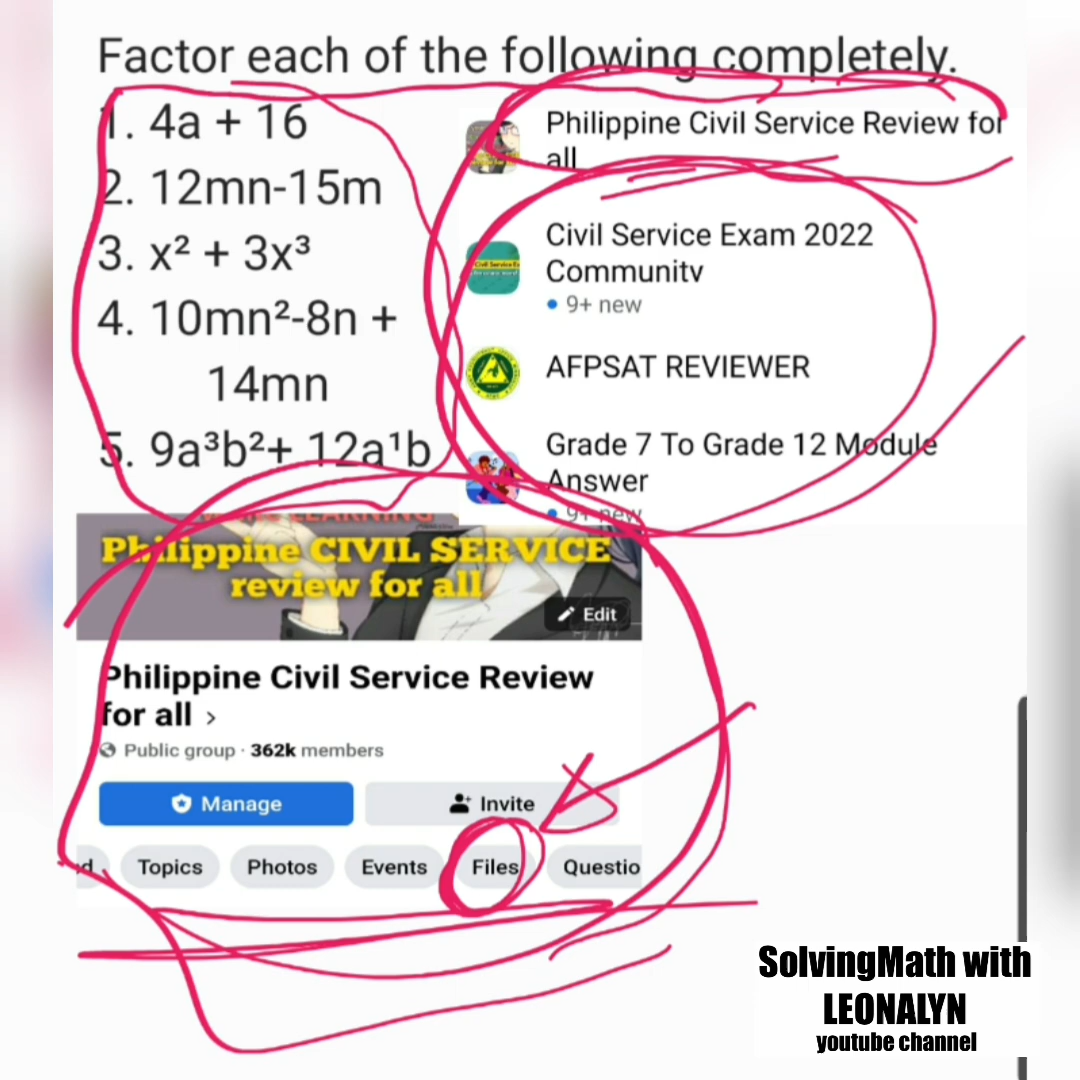 Factor each of the following completely.
1. 4a + 16
2. 12mn-15m
3. x² + 3x³
4. 10mn²-8n +
14mn
5. 9a³b²+ 12a¹b
Philippine Civil Service Review for
all
Civil Service Exam 2022
Community
• 9+ new
AFPSAT REVIEWER
Grade 7 To Grade 12 Module
Answer
• 9+ new
LEARNING
Philippine CIVIL SERVICE
review for all
Edit
Philippine Civil Service Review
for all >
Public group · 362k members
Manage
Invite
d Topics Photos Events Files Questio
SolvingMath with
LEONALYN
youtube channel